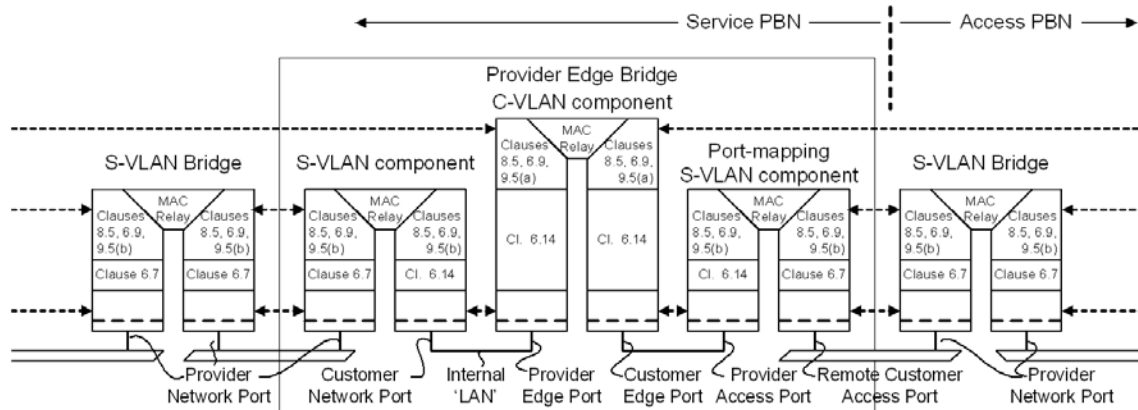 Service PBN
Access PBN
Provider Edge Bridge
C-VLAN component
S-VLAN Bridge
S-VLAN component
Port-mapping
S-VLAN component
S-VLAN Bridge
MAC
Relay
Clauses
8.5, 6.9,
9.5(b)
Clauses
8.5, 6.9,
9.5(b)
Clause 6.7
Clause 6.7
MAC
Relay
Clauses
8.5, 6.9,
9.5(b)
Clauses
8.5, 6.9,
9.5(b)
Clause 6.7
Cl. 6.14
MAC
Relay
Clauses
8.5, 6.9,
9.5(a)
Clauses
8.5, 6.9,
9.5(a)
Cl. 6.14
Cl. 6.14
MAC
Relay
Clauses
8.5, 6.9,
9.5(b)
Clauses
8.5, 6.9,
9.5(b)
Cl. 6.14
Clause 6.7
MAC
Relay
Clauses
8.5, 6.9,
9.5(b)
Clauses
8.5, 6.9,
9.5(b)
Clause 6.7
Clause 6.7
Provider
Network Port
Customer
Network Port
Internal
'LAN'
Provider
Edge Port
Customer
Edge Port
Provider
Access Port
Remote Customer
Access Port
Provider
Network Port